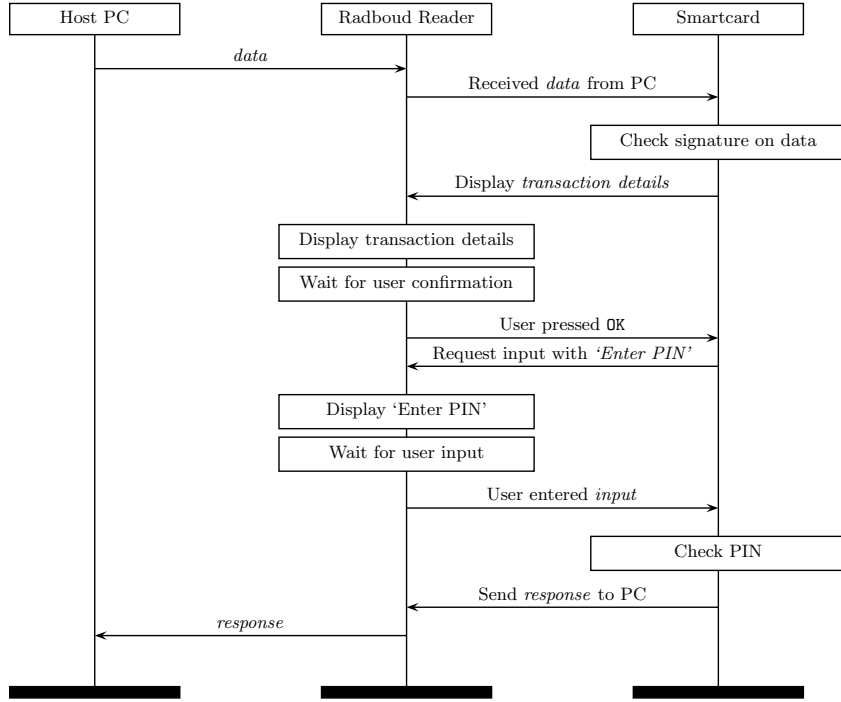 Host PC
Radboud Reader
Smartcard
data
Received data from PC
Check signature on data
Display transaction details
Display transaction details
Wait for user confirmation
User pressed OK
Request input with ‘Enter PIN’
Display ‘Enter PIN’
Wait for user input
User entered input
Check PIN
Send response to PC
response